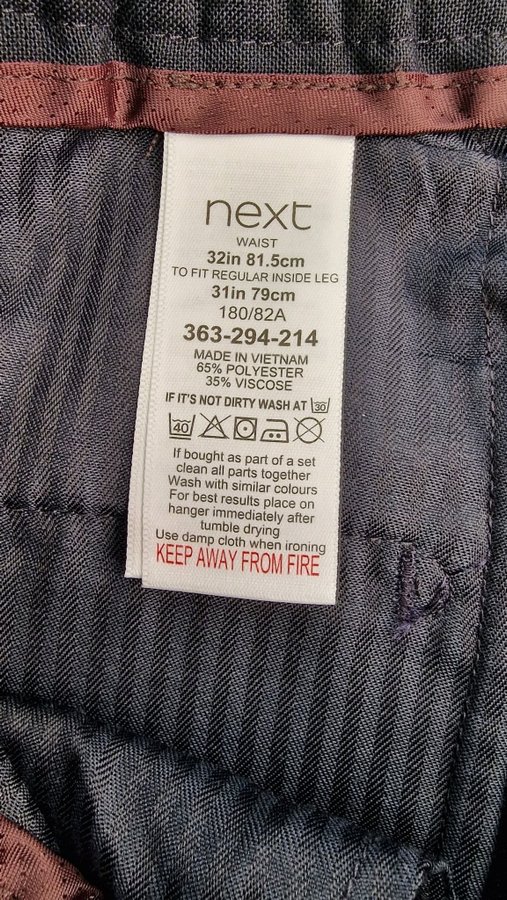 next
WAIST
32in 81.5cm
TO FIT REGULAR INSIDE LEG
31in 79cm
180/82A
363-294-214
MADE IN VIETNAM
65% POLYESTER
35% VISCOSE
IF IT'S NOT DIRTY WASH AT 30
40
If bought as part of a set
clean all parts together
Wash with similar colours
For best results place on
hanger immediately after
tumble drying
Use damp cloth when ironing
KEEP AWAY FROM FIRE